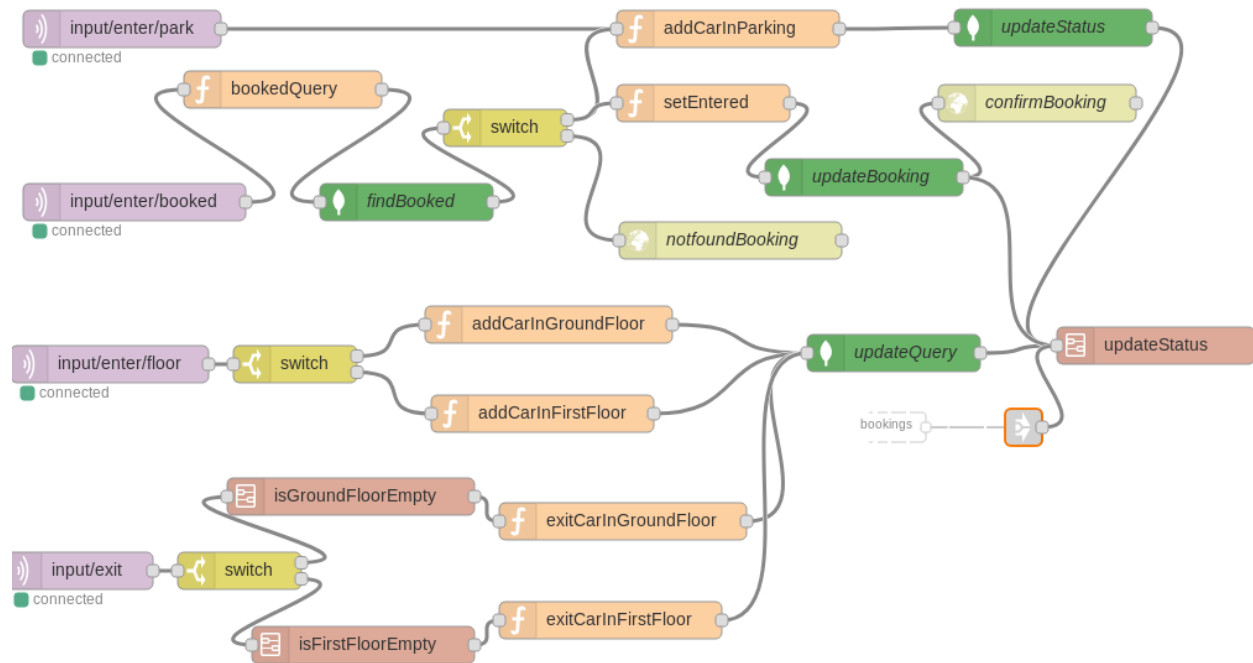 input/enter/park
connected
addCarInParking
updateStatus
bookedQuery
setEntered
confirmBooking
switch
updateBooking
input/enter/booked
connected
findBooked
notfoundBooking
addCarInGroundFloor
input/enter/floor
connected
switch
updateQuery
updateStatus
addCarInFirstFloor
bookings
isGroundFloorEmpty
exitCarInGroundFloor
input/exit
connected
switch
exitCarInFirstFloor
isFirstFloorEmpty